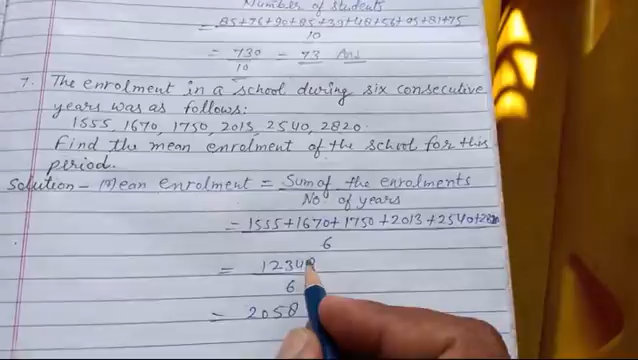 Number of students
= 85+76+90+85+39+48+56+95+81+75
10
= 730 = 73 Ans
10
7. The enrolment in a school during six consecutive
years was as follows:
1555, 1670, 1750, 2013, 2540, 2820.
Find the mean enrolment of the school for this
period.
Solution – Mean enrolment = Sum of the enrolments
No. of years
= 1555+1670+1750+2013+2540+2820
6
= 12348
6
= 2058